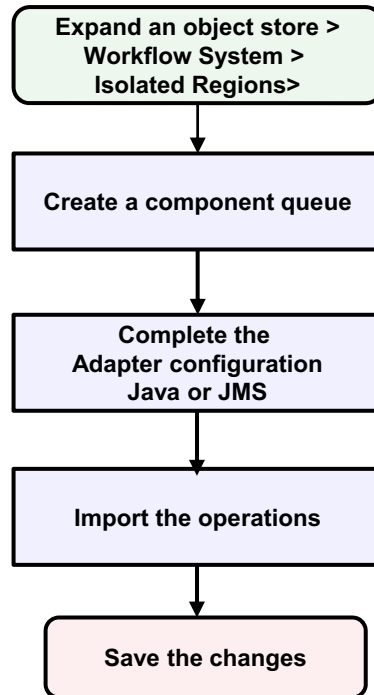 Expand an object store >
Workflow System >
Isolated Regions>
Create a component queue
Complete the
Adapter configuration
Java or JMS
Import the operations
Save the changes